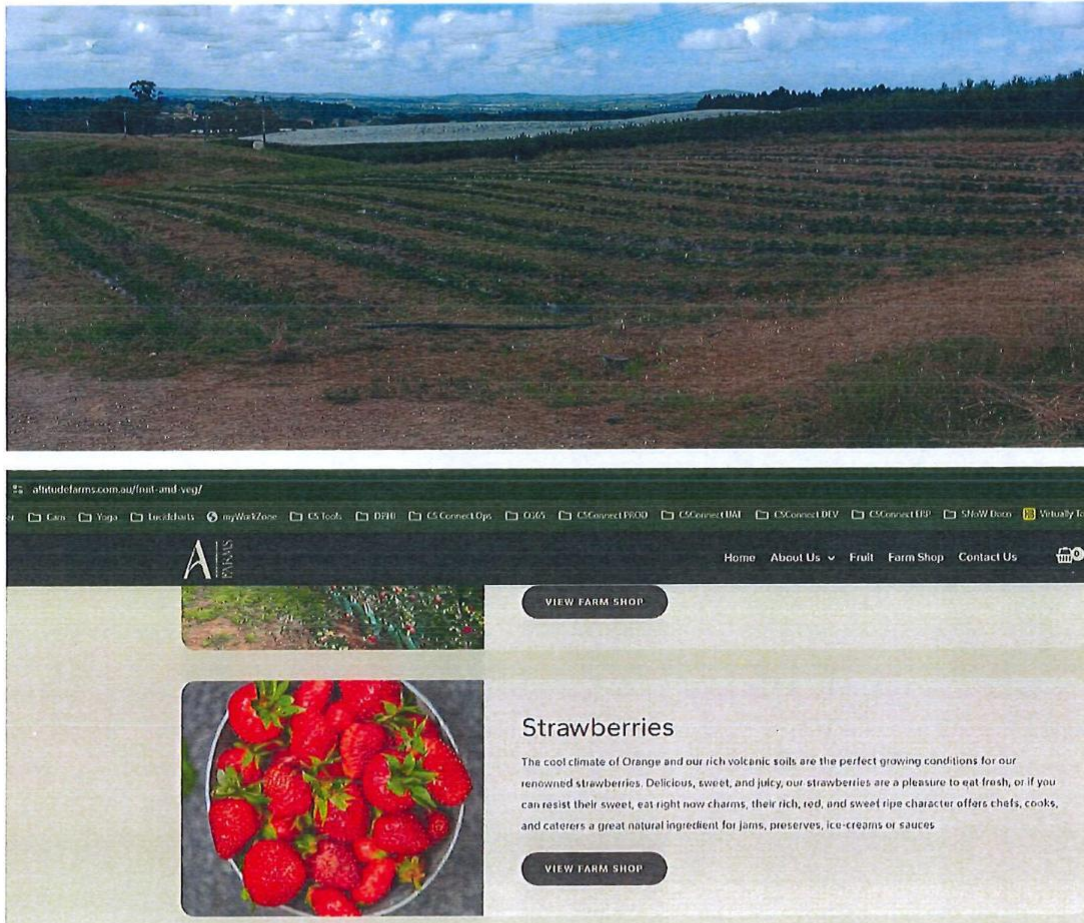 altitudefarms.com.au/fruit-and-veg/
Cam Yoga Lucidcharts myWorkZone CS Tools DPHI CS Connect Ops O365 CSConnect PROD CSConnect UAT CSConnect DEV CSConnect ERP SNoW Docs Virtually
A FARMS
Home About Us Fruit Farm Shop Contact Us 0
VIEW FARM SHOP
Strawberries
The cool climate of Orange and our rich volcanic soils are the perfect growing conditions for our
renowned strawberries. Delicious, sweet, and juicy, our strawberries are a pleasure to eat fresh, or if you
can resist their sweet, eat right now charms, their rich, red, and sweet ripe character offers chefs, cooks,
and caterers a great natural ingredient for jams, preserves, ice-creams or sauces
VIEW FARM SHOP